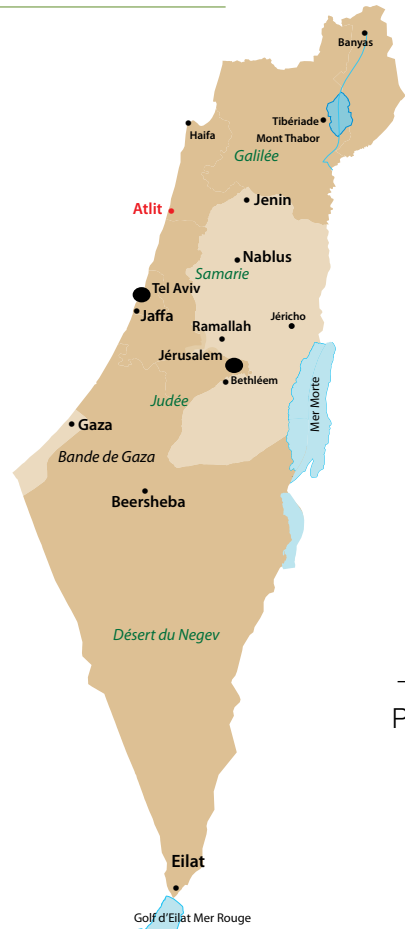 Banyas
Tibériade
Haifa
Mont Thabor
Galilée
Jenin
Atlit
Nablus
Samarie
Tel Aviv
Jaffa
Jéricho
Ramallah
Jérusalem
Bethléem
Mer Morte
Judée
Gaza
Bande de Gaza
Beersheba
Désert du Negev
P
Eilat
Golf d'Eilat Mer Rouge